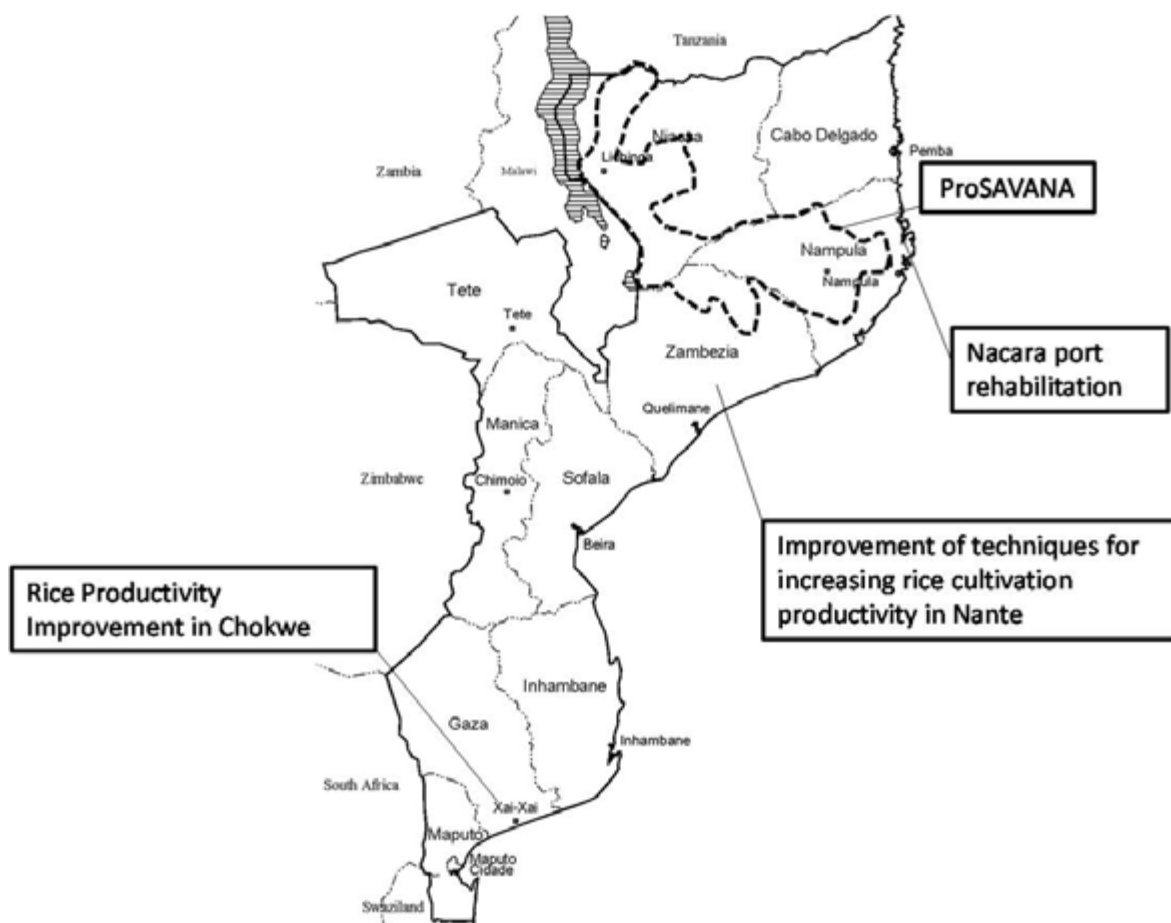 Tanzania
Cabo Delgado
Niassa
Pemba
Lichinga
Zambia
Malawi
ProSAVANA
Nampula
Nampula
Tete
Tete
Zambezia
Nacara port
rehabilitation
Quelimane
Manica
Zimbabwe
Chimoio
Sofala
Beira
Improvement of techniques for
increasing rice cultivation
productivity in Nante
Rice Productivity
Improvement in Chokwe
Inhambane
Gaza
Inhambane
South Africa
Xai-Xai
Maputo
Maputo
Cidade
Swaziland